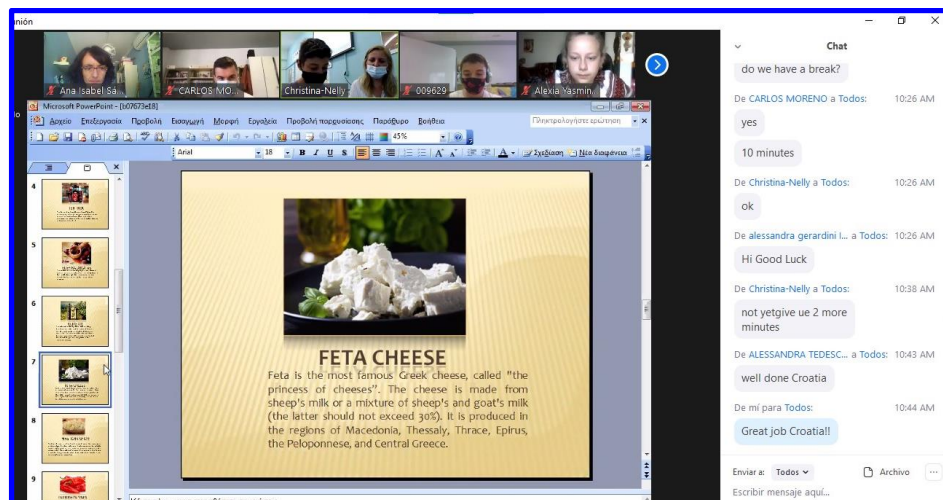 unión
Chat
do we have a break?
De CARLOS MORENO a Todos: 10:26 AM
yes
10 minutes
De Christina-Nelly a Todos: 10:26 AM
ok
De alessandra gerardini I... a Todos: 10:26 AM
Hi Good Luck
De Christina-Nelly a Todos: 10:38 AM
not yetgive ue 2 more
minutes
De ALESSANDRA TEDESC... a Todos: 10:43 AM
well done Croatia
De mí para Todos: 10:44 AM
Great job Croatia!!
Enviar a: Todos
Archivo
Escribir mensaje aquí...
Ana Isabel Sa...
CARLOS MO...
Christina-Nelly
009629
Alexia Yasmin...
Microsoft PowerPoint - [b07673e18]
Αρχείο Επεξεργασία Προβολή Εισαγωγή Μορφή Εργαλεία Προβολή παρουσίασης Παράθυρο Βοήθεια
Πληκτρολογήστε ερώτηση
45%
Arial 18 B I U S Σχεδίαση Νέα διαφάνεια
4
5
6
7
8
9
FETA CHEESE
Feta is the most famous Greek cheese, called "the
princess of cheeses". The cheese is made from
sheep's milk or a mixture of sheep's and goat's milk
(the latter should not exceed 30%). It is produced in
the regions of Macedonia, Thessaly, Thrace, Epirus,
the Peloponnese, and Central Greece.